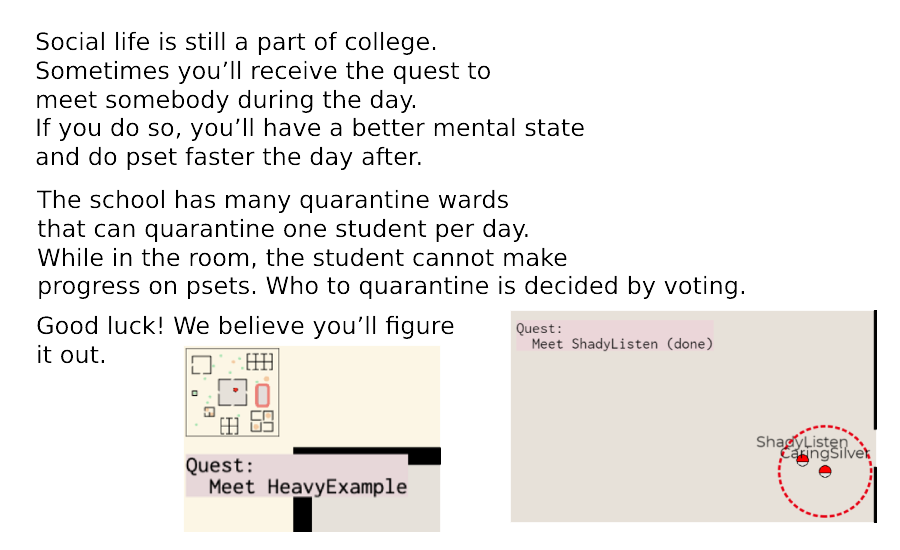 Social life is still a part of college.
Sometimes you’ll receive the quest to
meet somebody during the day.
If you do so, you’ll have a better mental state
and do pset faster the day after.
The school has many quarantine wards
that can quarantine one student per day.
While in the room, the student cannot make
progress on psets. Who to quarantine is decided by voting.
Good luck! We believe you’ll figure
it out.
Quest:
Meet HeavyExample
Quest:
Meet ShadyListen (done)
ShadyListen
CaringSilver